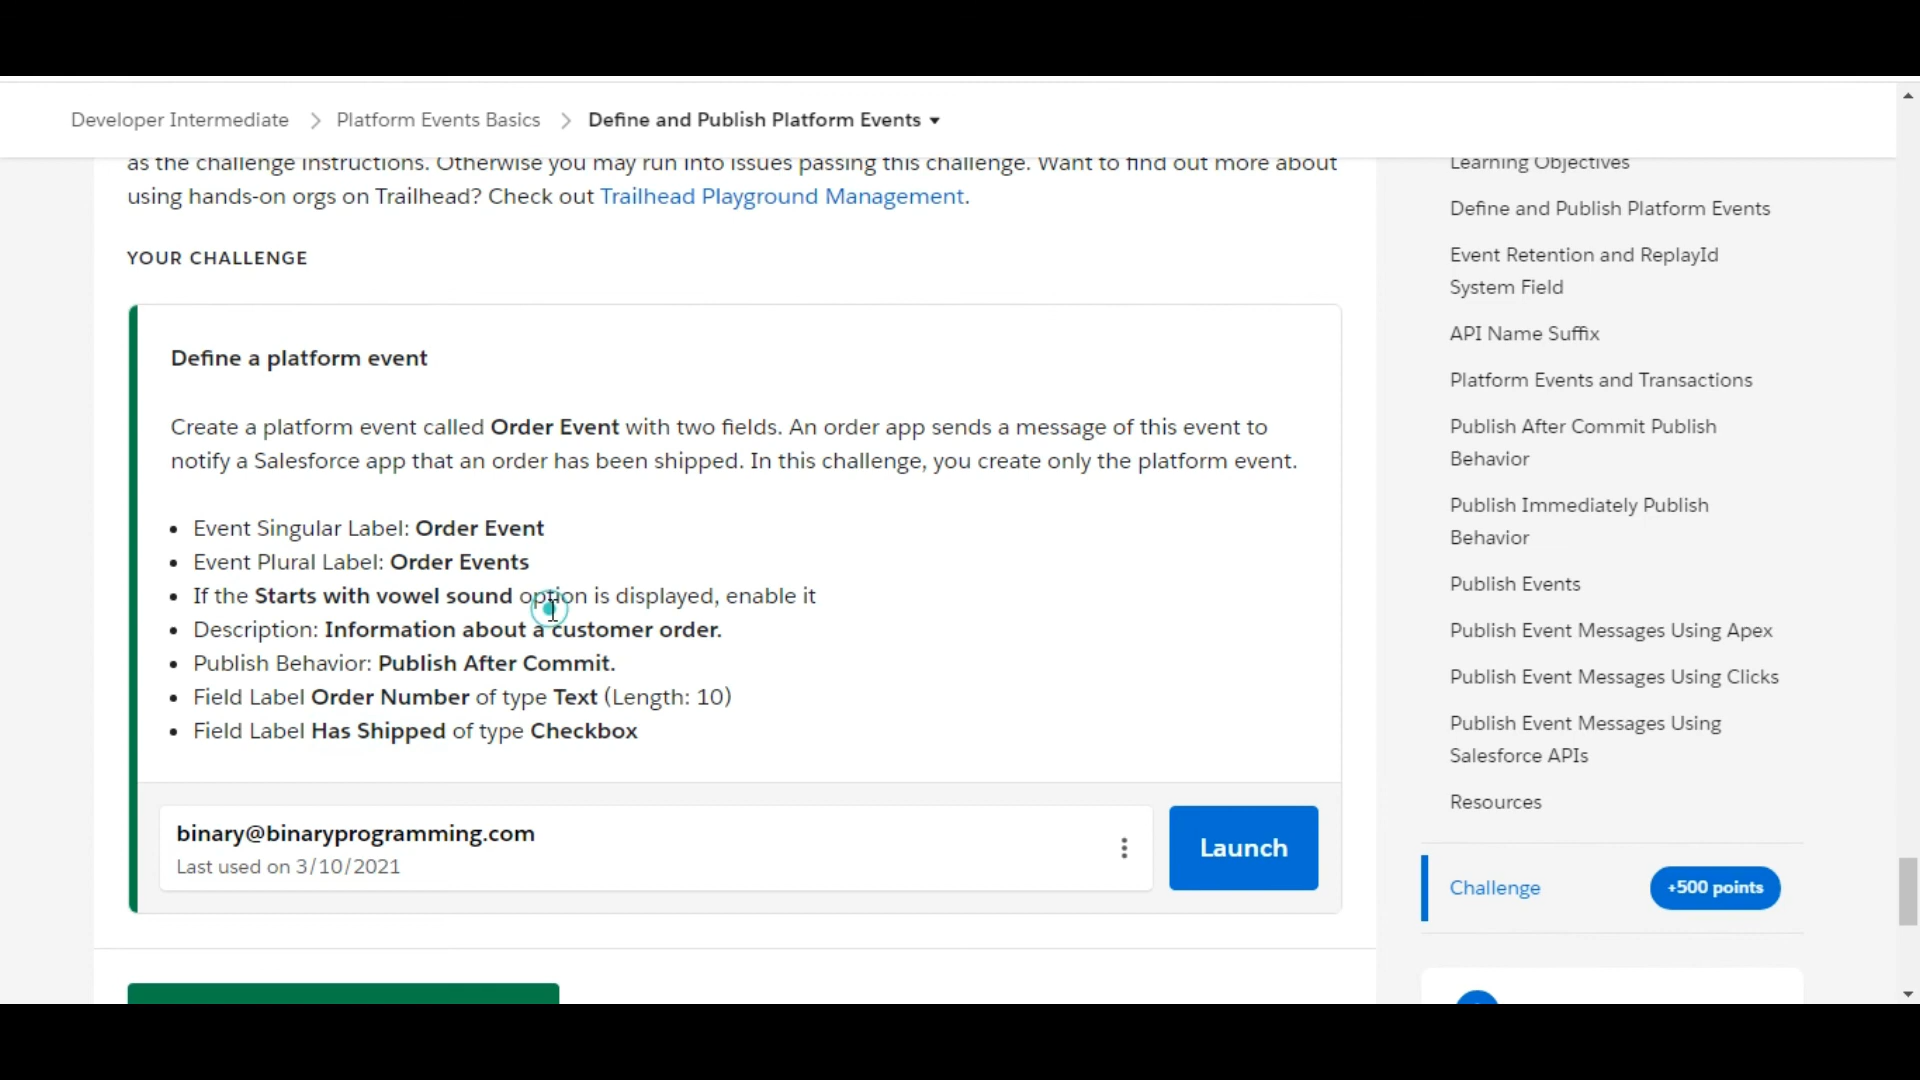 Developer Intermediate > Platform Events Basics > Define and Publish Platform Events
as the challenge instructions. Otherwise you may run into issues passing this challenge. Want to find out more about
using hands-on orgs on Trailhead? Check out Trailhead Playground Management.
YOUR CHALLENGE
Define a platform event
Create a platform event called Order Event with two fields. An order app sends a message of this event to
notify a Salesforce app that an order has been shipped. In this challenge, you create only the platform event.
• Event Singular Label: Order Event
• Event Plural Label: Order Events
• If the Starts with vowel sound option is displayed, enable it
• Description: Information about a customer order.
• Publish Behavior: Publish After Commit.
• Field Label Order Number of type Text (Length: 10)
• Field Label Has Shipped of type Checkbox
binary@binaryprogramming.com
Last used on 3/10/2021
Launch
Learning Objectives
Define and Publish Platform Events
Event Retention and ReplayId
System Field
API Name Suffix
Platform Events and Transactions
Publish After Commit Publish
Behavior
Publish Immediately Publish
Behavior
Publish Events
Publish Event Messages Using Apex
Publish Event Messages Using Clicks
Publish Event Messages Using
Salesforce APIs
Resources
Challenge
+500 points